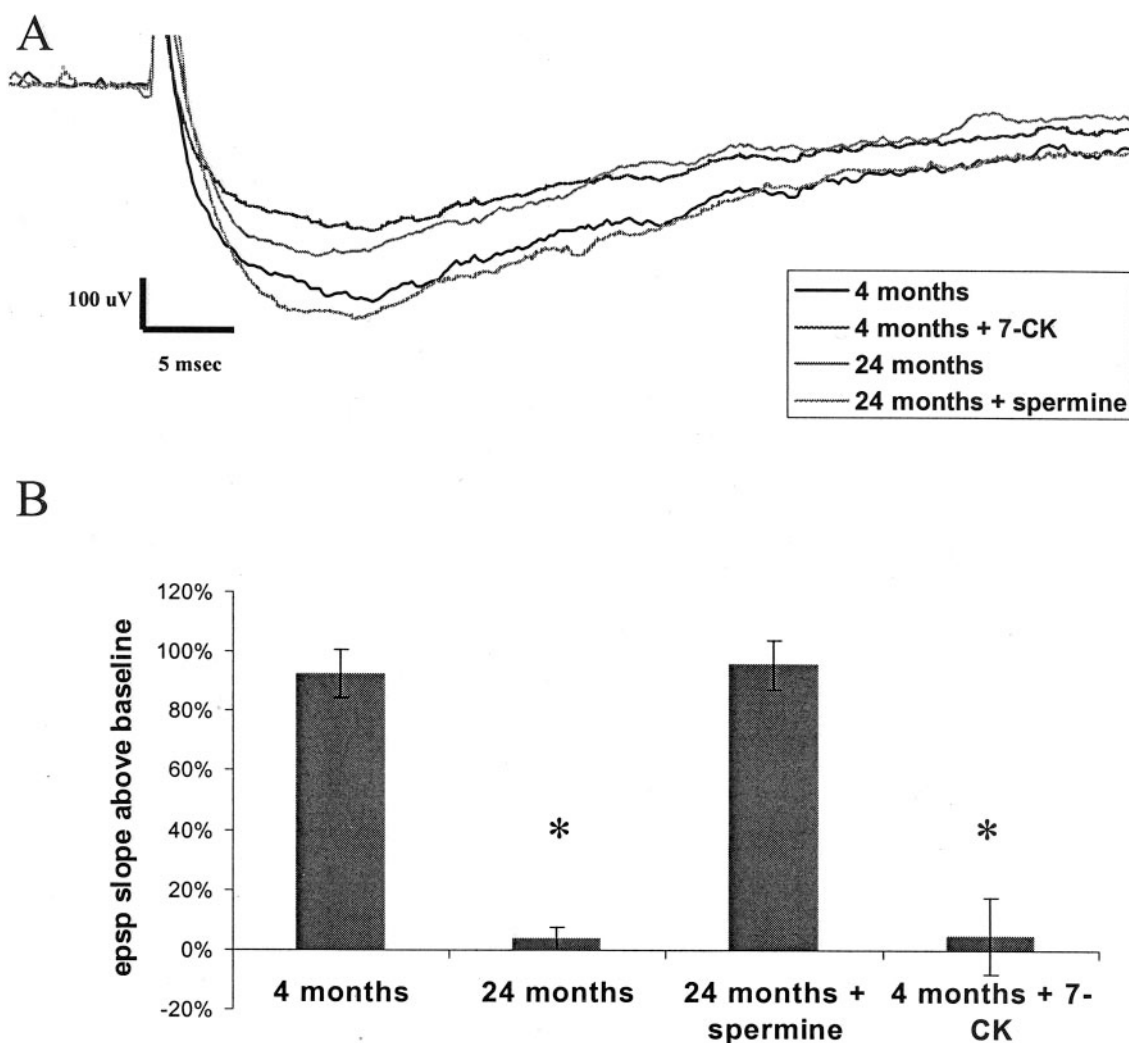 A
100 uV
5 msec
4 months
4 months + 7-CK
24 months
24 months + spermine
B
epsp slope above baseline
120%
100%
80%
60%
40%
20%
0%
-20%
*
*
4 months
24 months
24 months +
spermine
4 months + 7-
CK